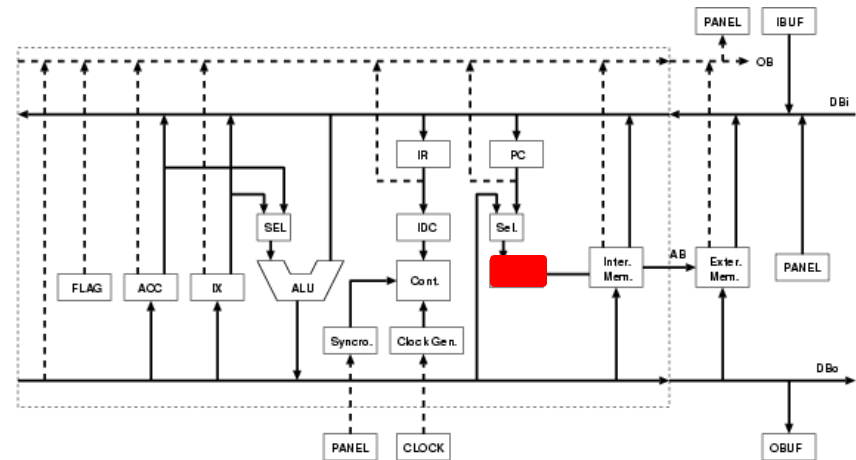 PANEL IBUF
OB
DBi
IR PC
SEL IDC Sel.
FLAG ACC IX ALU Cont. Inter. Mem. AB Exter. Mem. PANEL
Syncro. Clock Gen.
DBo
PANEL CLOCK OBUF